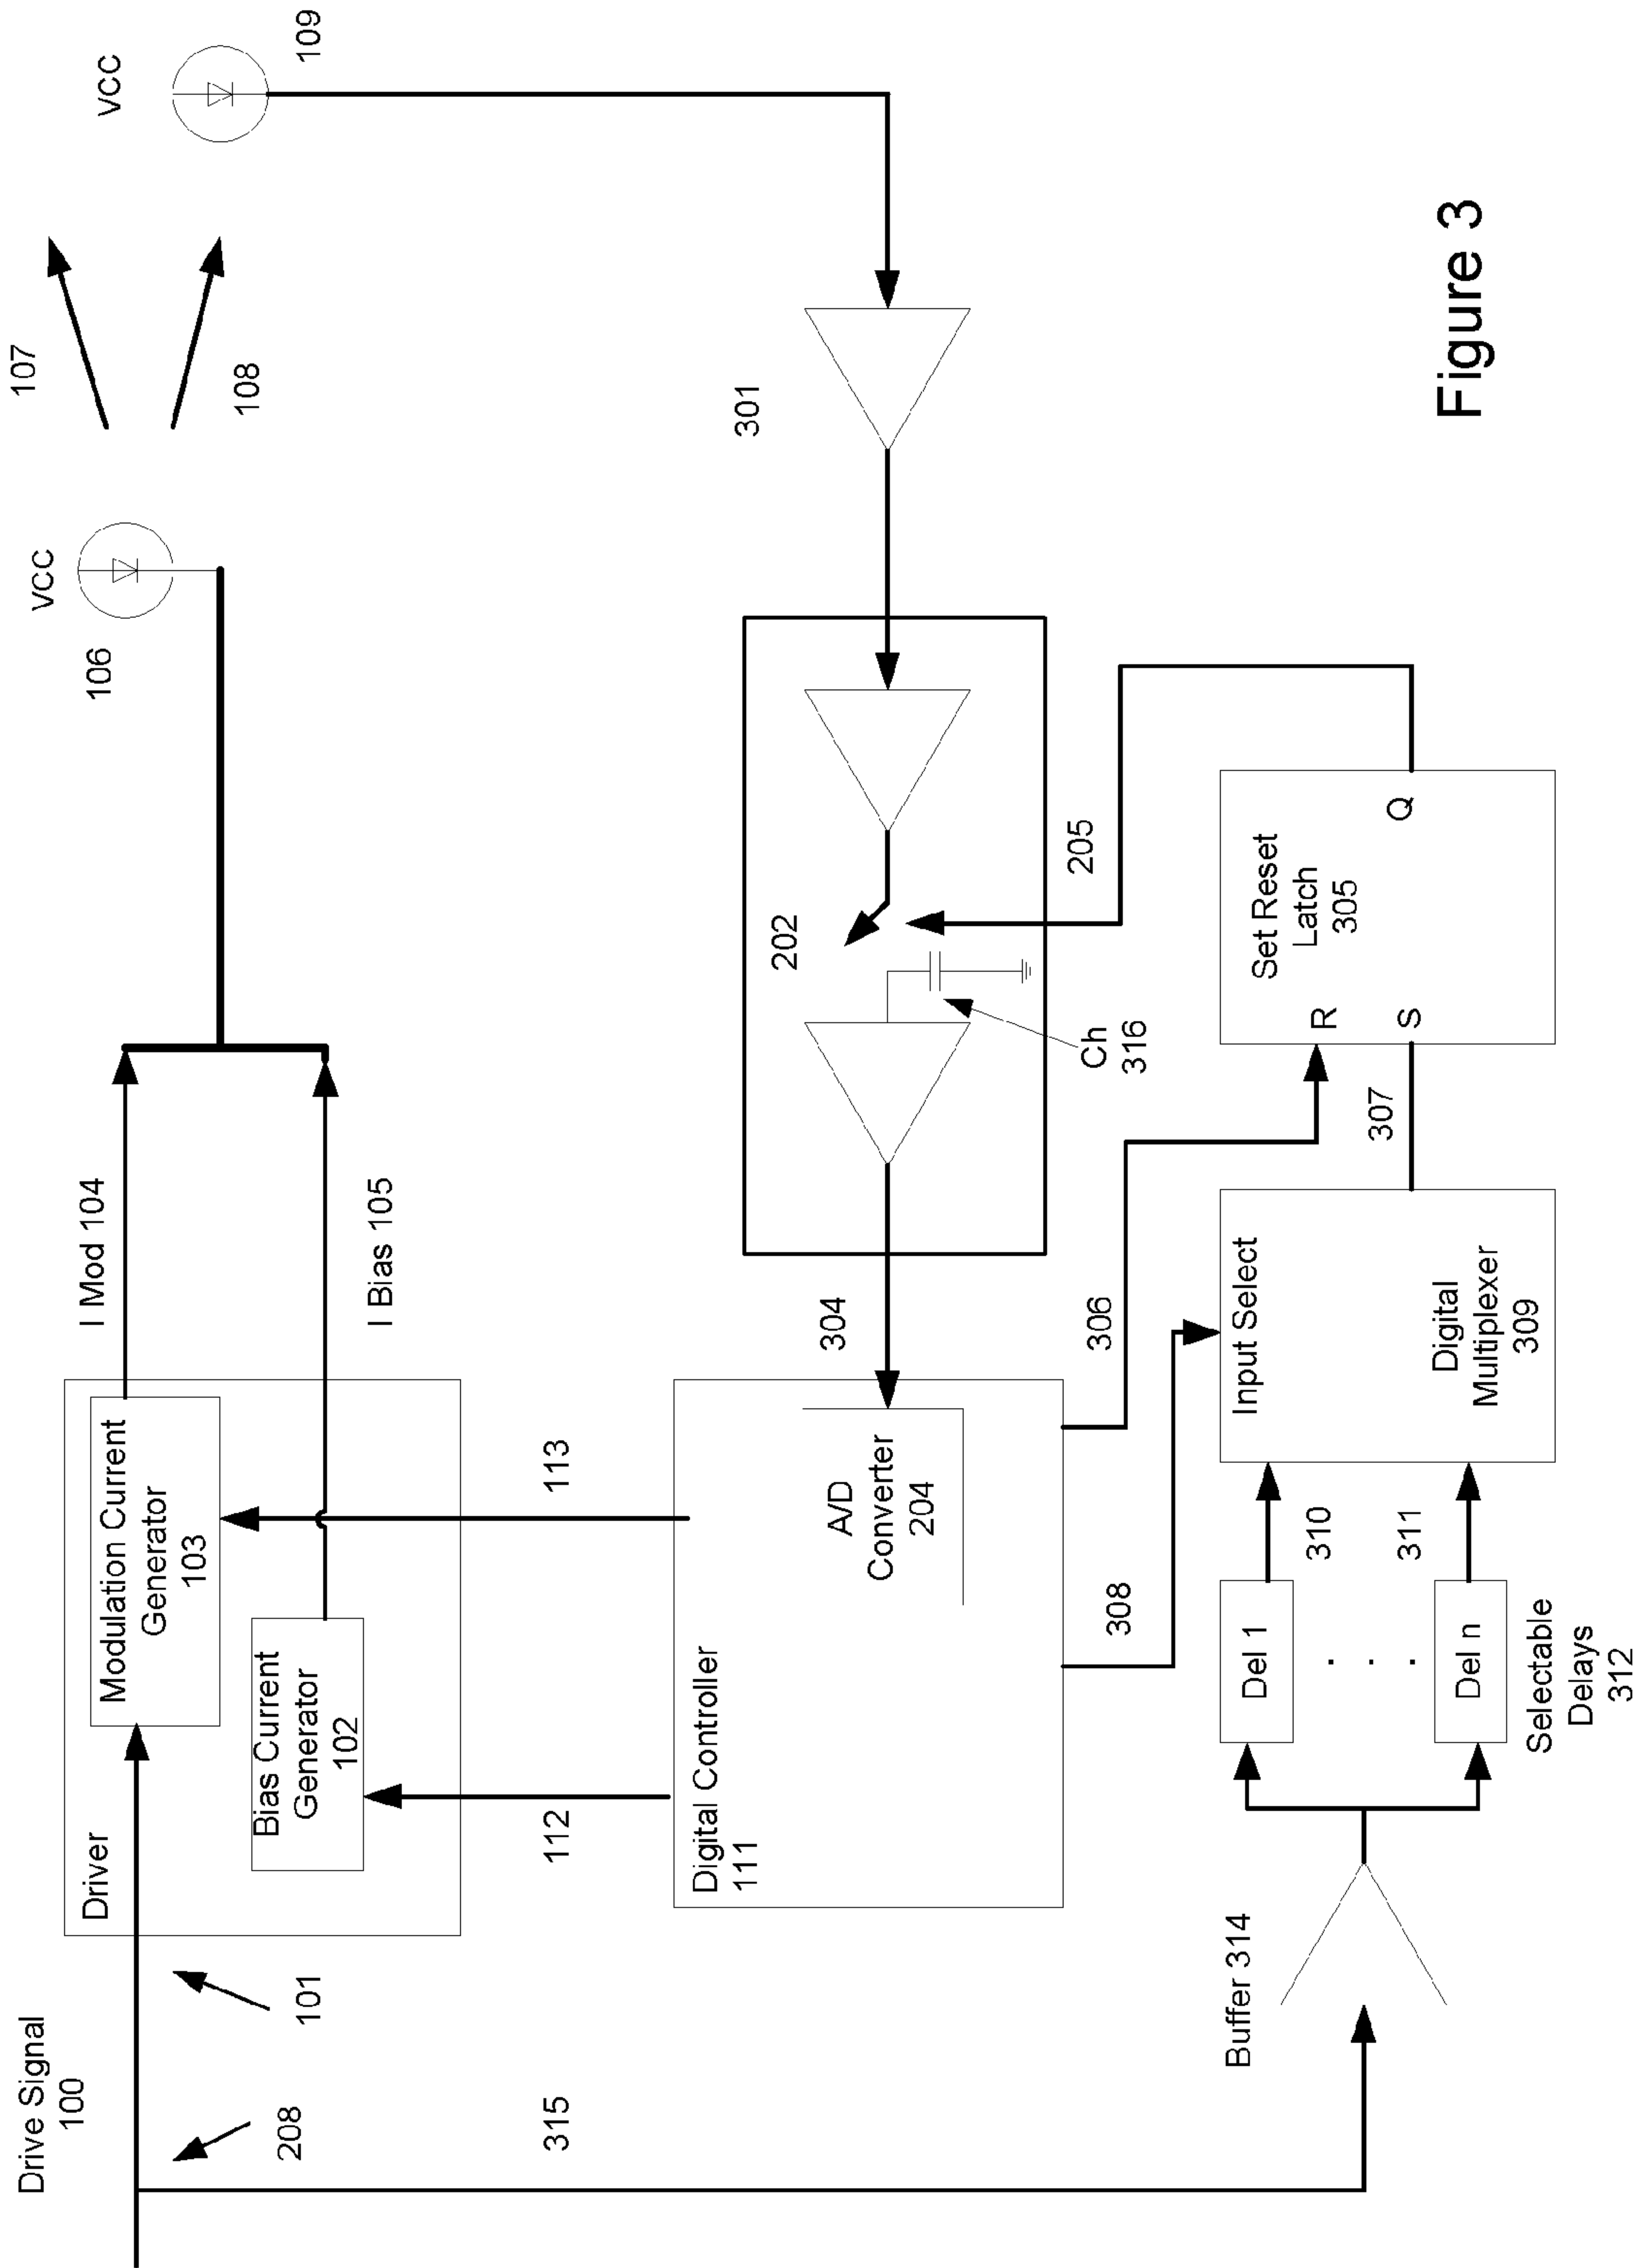 Drive Signal
100
208
101
315
Driver
Modulation Current
Generator
103
Bias Current
Generator
102
I Mod 104
I Bias 105
106
VCC
107
108
VCC
109
112
113
Digital Controller
111
A/D
Converter
204
304
202
Ch
316
205
301
306
308
Buffer 314
Del 1
. . .
Del n
Selectable
Delays
312
310
311
Input Select
Digital
Multiplexer
309
307
R
S
Set Reset
Latch
305
Q
Figure 3